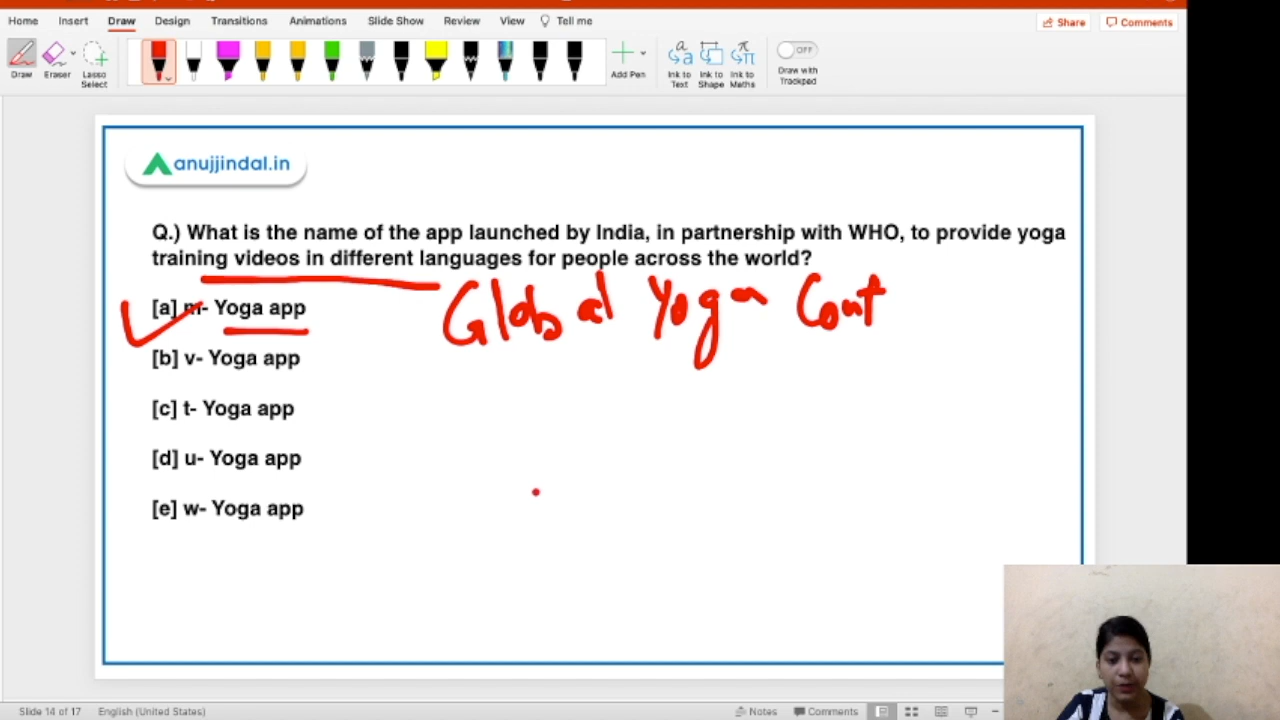 Home Insert Draw Design Transitions Animations Slide Show Review View Tell me Share Comments
Draw Eraser Lasso Select Add Pen Ink to Text Ink to Shape Ink to Maths OFF Draw with Trackpad
anujjindal.in
Q.) What is the name of the app launched by India, in partnership with WHO, to provide yoga
training videos in different languages for people across the world?
[a] m- Yoga app
Global Yoga Conf
[b] v- Yoga app
[c] t- Yoga app
[d] u- Yoga app
[e] w- Yoga app
Slide 14 of 17 English (United States) Notes Comments